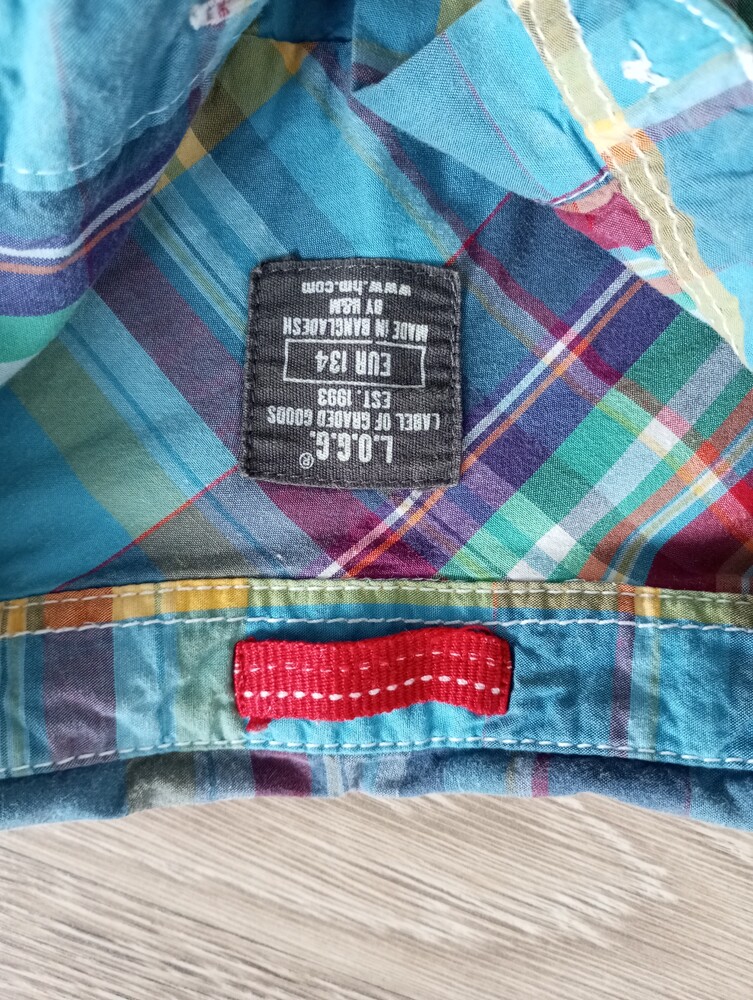 L.O.G.G.®
LABEL OF GRADED GOODS
EST. 1993
EUR 134
MADE IN BANGLADESH
BY H&M
www.hm.com